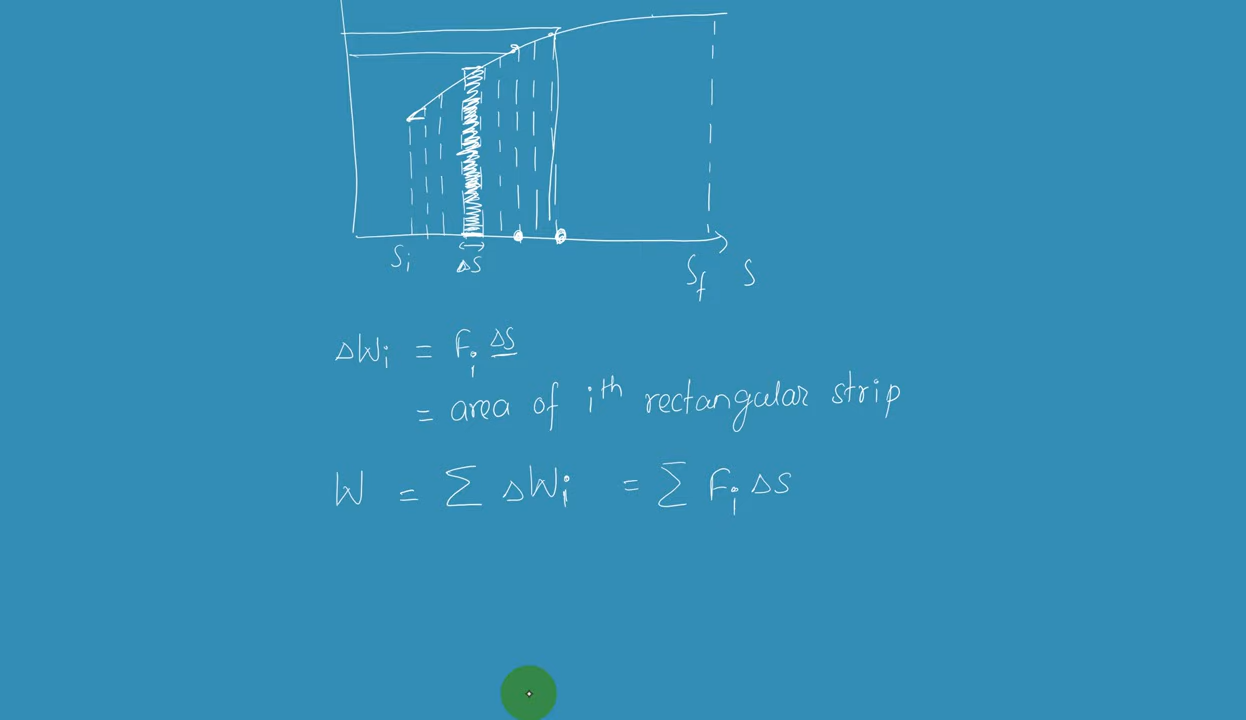 Si ΔS Sf S
ΔWi = Fi ΔS
= area of ith rectangular strip
W = Σ ΔWi = Σ Fi ΔS